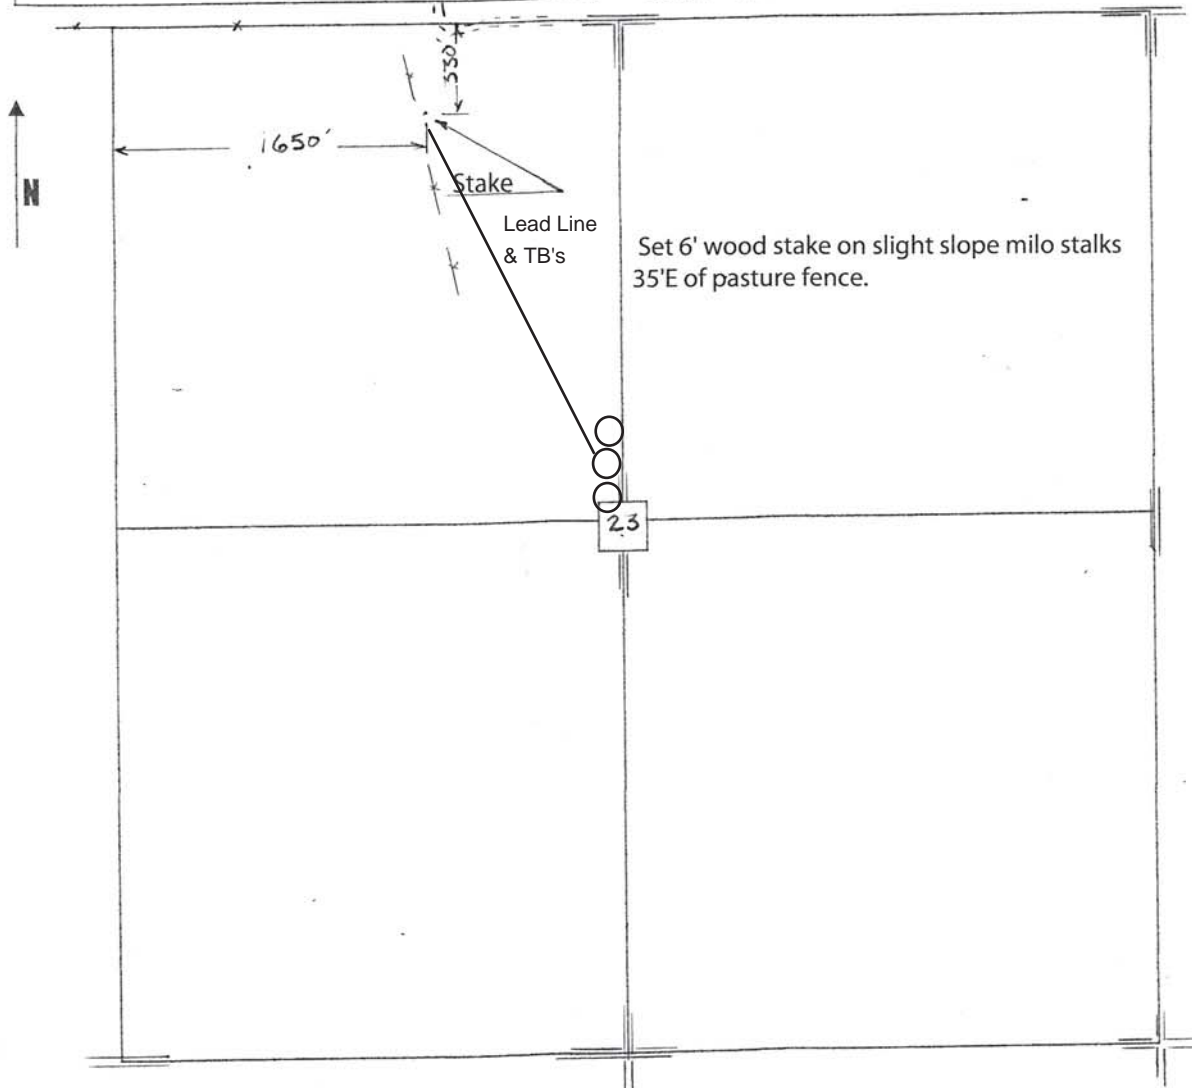 330'
1650'
N
Stake
Lead Line
& TB's
Set 6' wood stake on slight slope milo stalks
35'E of pasture fence.
23